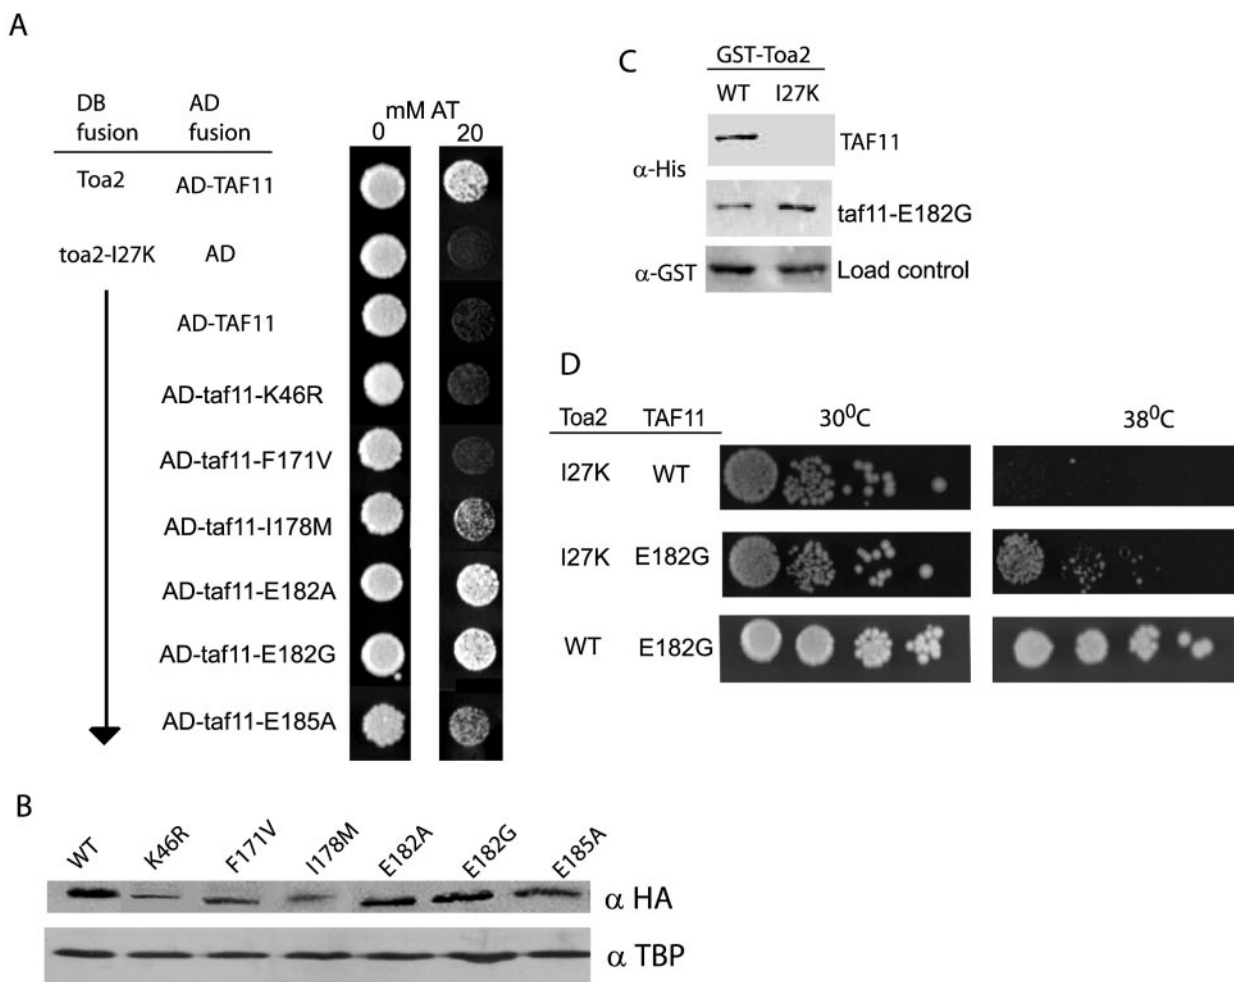 A
DB fusion
AD fusion
mM AT
0 20
Toa2 AD-TAF11
toa2-I27K AD
AD-TAF11
AD-taf11-K46R
AD-taf11-F171V
AD-taf11-I178M
AD-taf11-E182A
AD-taf11-E182G
AD-taf11-E185A
B
WT K46R F171V I178M E182A E182G E185A
α HA
α TBP
C
GST-Toa2
WT I27K
α-His
TAF11
taf11-E182G
α-GST Load control
D
Toa2 TAF11 30⁰C 38⁰C
I27K WT
I27K E182G
WT E182G